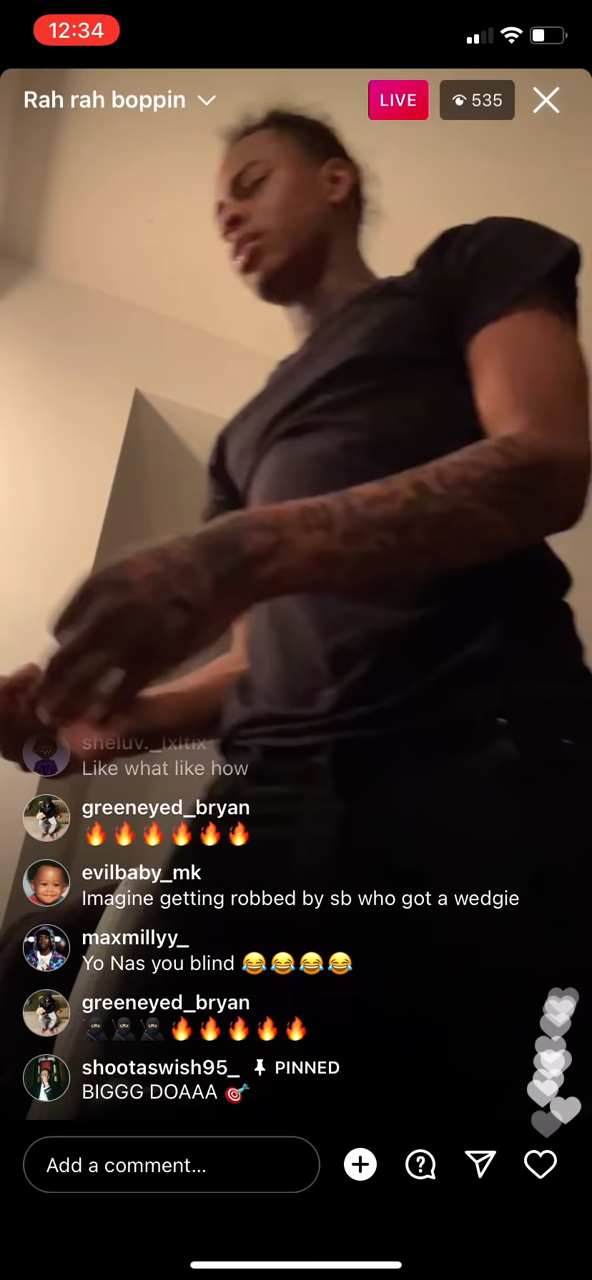 12:34
Rah rah boppin
LIVE
535
Like what like how
greeneyed_bryan
🔥🔥🔥🔥🔥🔥
evilbaby_mk
Imagine getting robbed by sb who got a wedgie
maxmillyy_
Yo Nas you blind 😂😂😂😂
greeneyed_bryan
🥷🏿🥷🏿🥷🏿🔥🔥🔥🔥🔥
shootaswish95_ PINNED
BIGGG DOAAA 🎯
Add a comment...